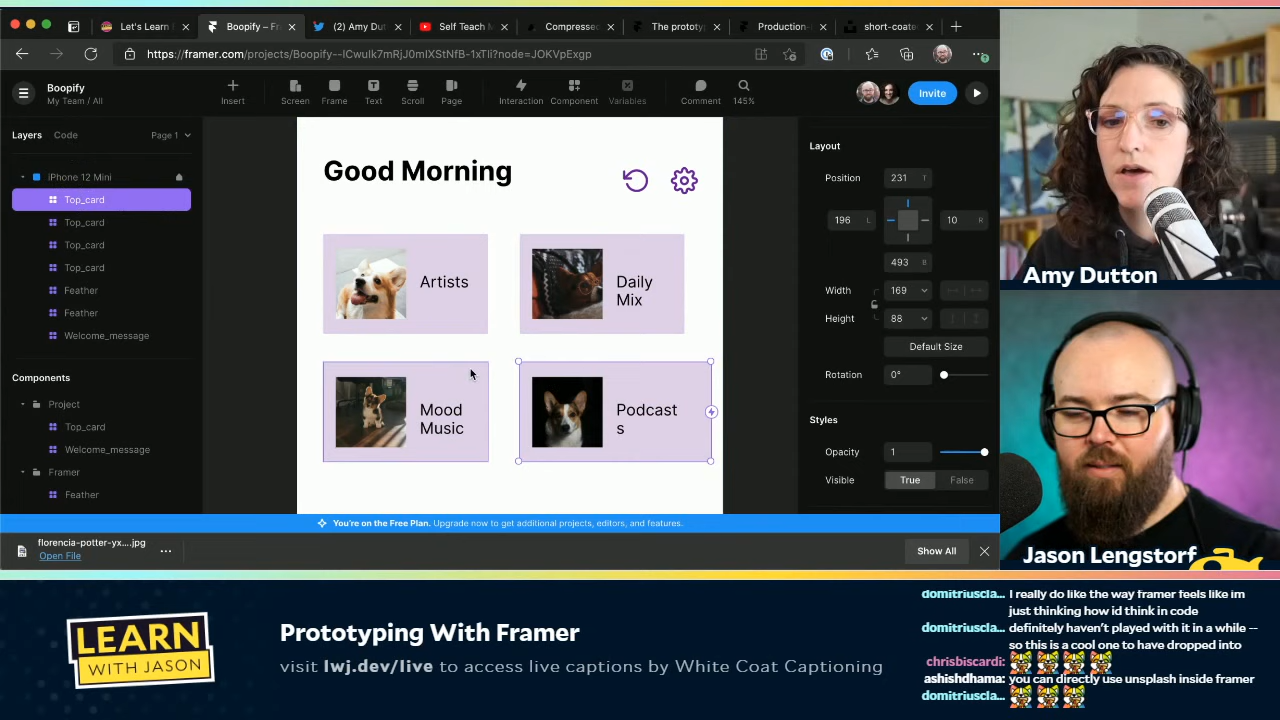 Let's Learn F
Boopify – Fra
(2) Amy Dutt
Self Teach M
Compressed
The prototyp
Production-
short-coated
https://framer.com/projects/Boopify--lCwulk7mRjJ0mIXStNfB-1xTli?node=JOKVpExgp
Boopify
My Team / All
Insert
Screen
Frame
Text
Scroll
Page
Interaction
Component
Variables
Comment
145%
Invite
Layers
Code
Page 1
iPhone 12 Mini
Top_card
Top_card
Top_card
Top_card
Feather
Feather
Welcome_message
Components
Project
Top_card
Welcome_message
Framer
Feather
Good Morning
Artists
Daily
Mix
Mood
Music
Podcast
s
Layout
Position
231 T
196 L
10 R
493 B
Width 169
Height 88
Default Size
Rotation 0°
Styles
Opacity 1
Visible True False
You're on the Free Plan. Upgrade now to get additional projects, editors, and features.
florencia-potter-yx....jpg
Open File
Show All
Amy Dutton
Jason Lengstorf
LEARN
WITH JASON
Prototyping With Framer
visit lwj.dev/live to access live captions by White Coat Captioning
domitriuscla... I really do like the way framer feels like im
just thinking how id think in code
domitriuscla... definitely haven't played with it in a while --
so this is a cool one to have dropped into
chrisbiscardi:
ashishdhama: you can directly use unsplash inside framer
domitriuscla...